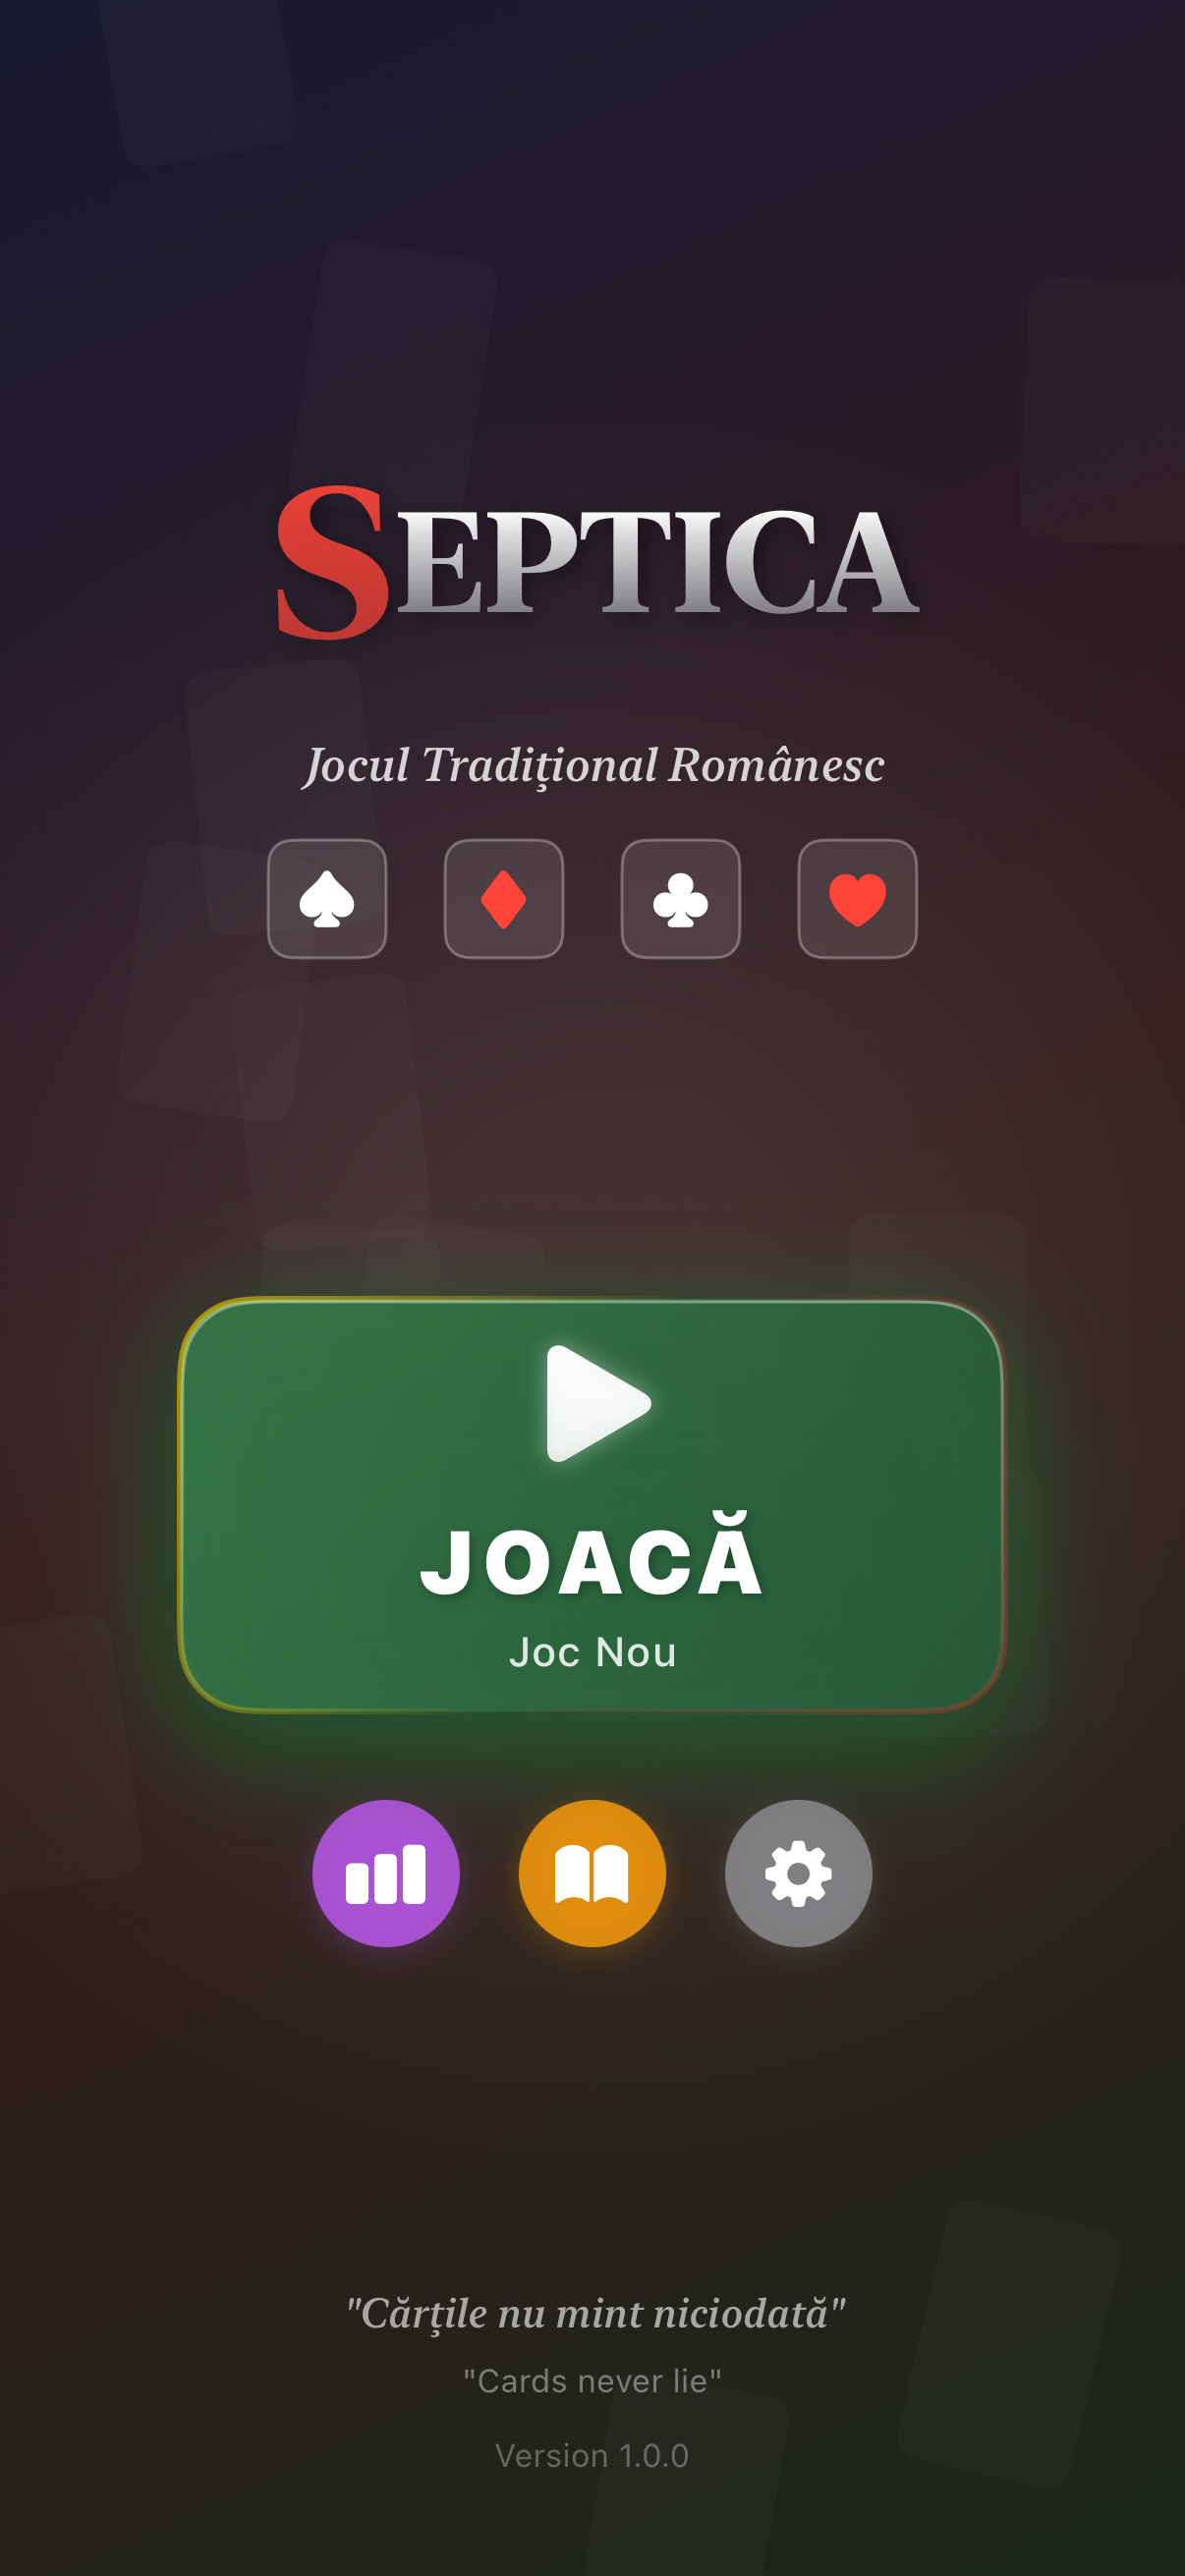 SEPTICA
Jocul Tradițional Românesc
JOACĂ
Joc Nou
"Cărțile nu mint niciodată"
"Cards never lie"
Version 1.0.0